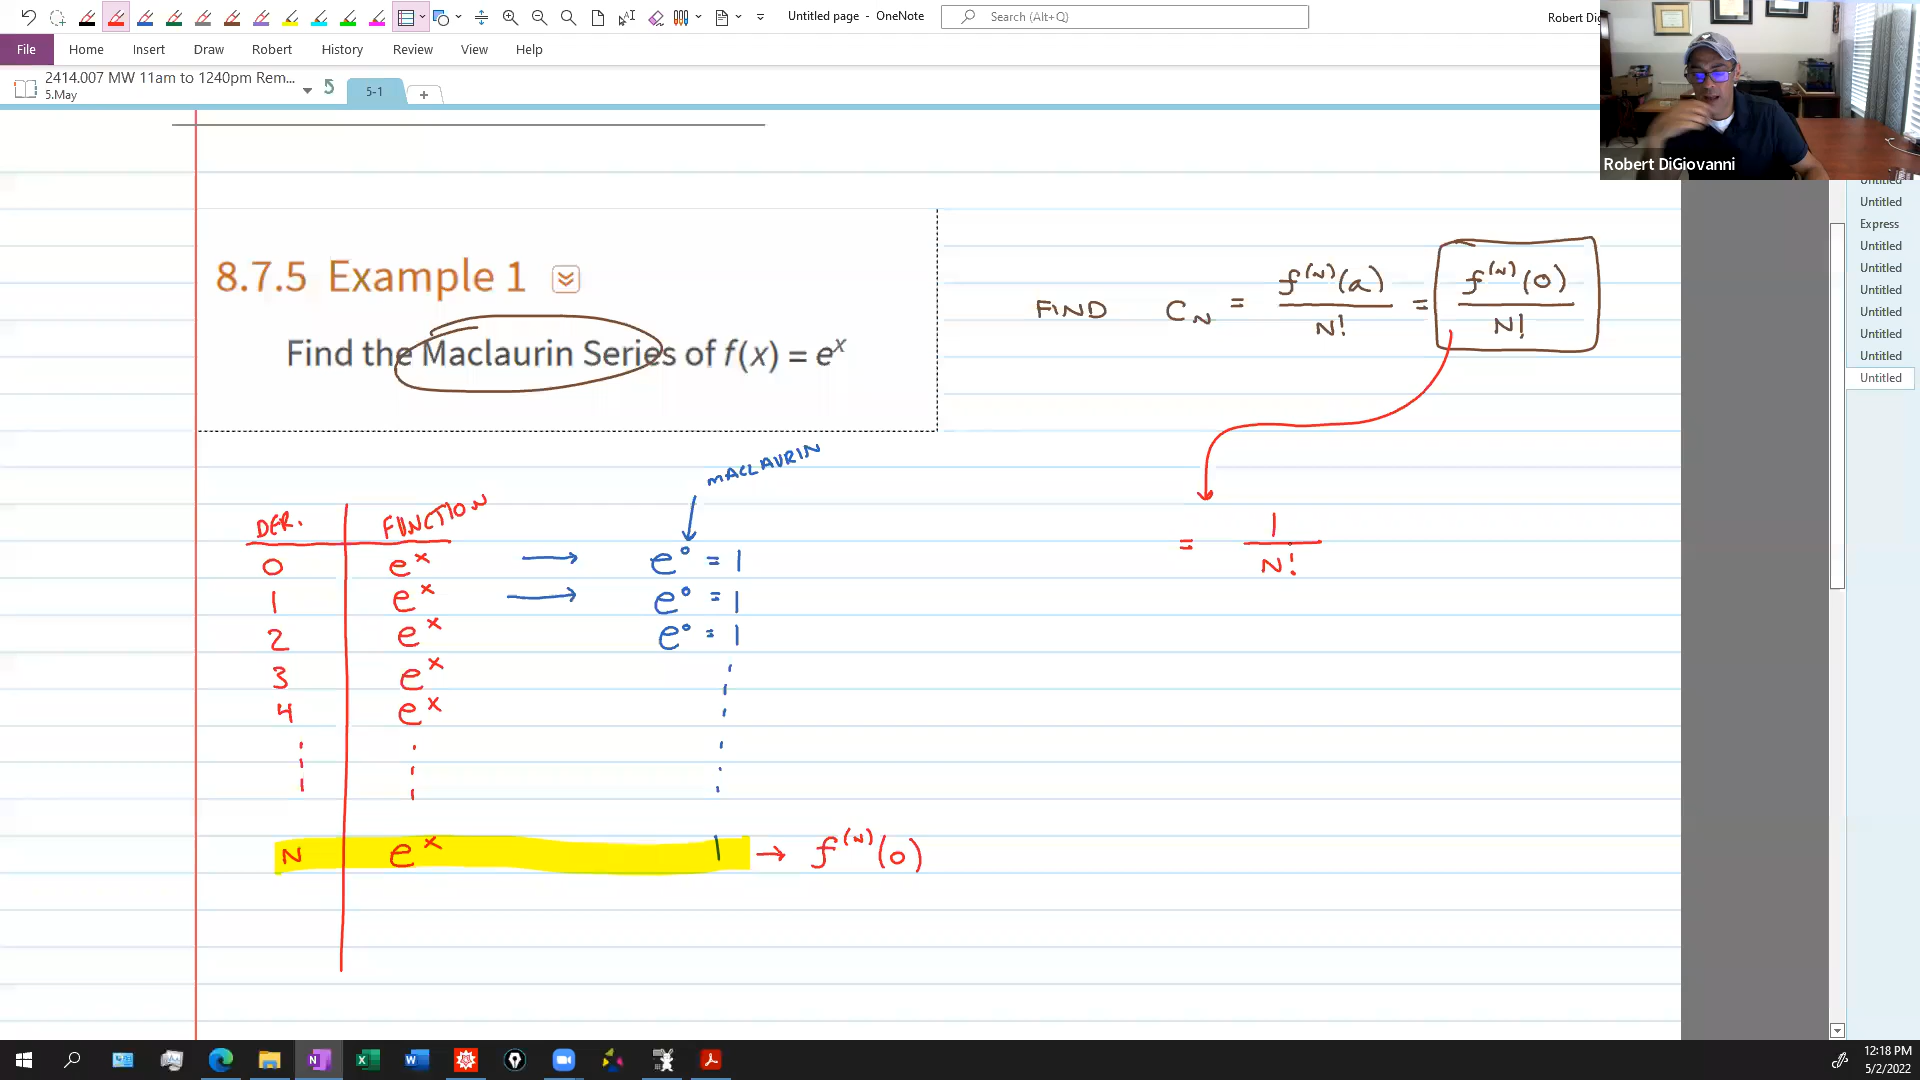 Untitled page - OneNote
Search (Alt+Q)
Robert Di
File Home Insert Draw Robert History Review View Help
2414.007 MW 11am to 1240pm Rem...
5.May
5-1
+
Robert DiGiovanni
Untitled
Untitled
Express
Untitled
Untitled
Untitled
Untitled
Untitled
Untitled
Untitled
8.7.5 Example 1
Find the Maclaurin Series of f(x) = e^x
FIND C_N = f^(N)(a) / N! = f^(N)(0) / N!
= 1 / N!
MACLAURIN
DER. FUNCTION
0 e^x → e^0 = 1
1 e^x → e^0 = 1
2 e^x e^0 = 1
3 e^x
4 e^x
N e^x 1 → f^(N)(0)
12:18 PM
5/2/2022